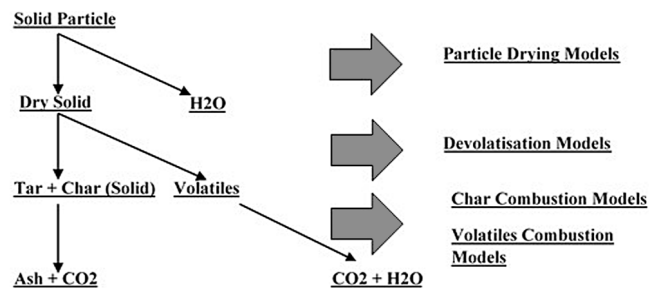 Solid Particle
Particle Drying Models
Dry Solid
H2O
Devolatisation Models
Tar + Char (Solid)
Volatiles
Char Combustion Models
Volatiles Combustion
Models
Ash + CO2
CO2 + H2O